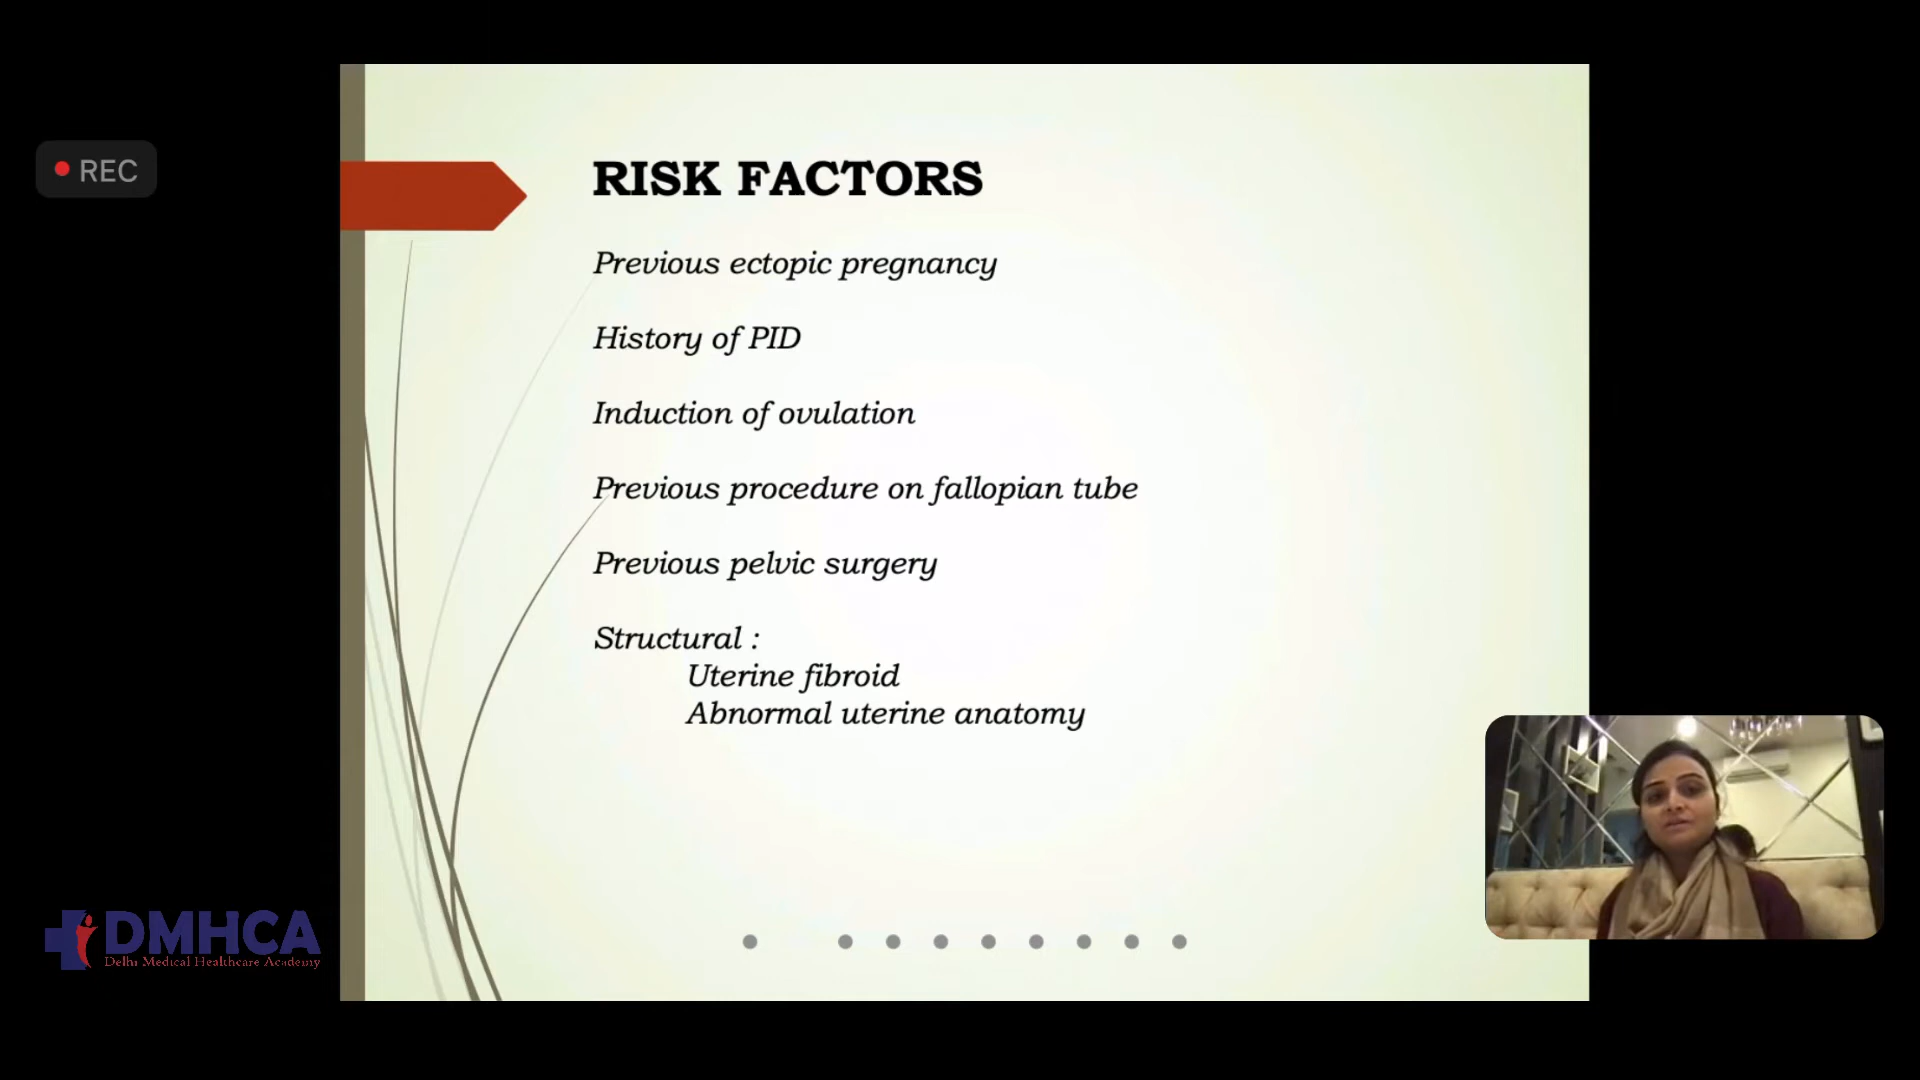 REC
RISK FACTORS
Previous ectopic pregnancy
History of PID
Induction of ovulation
Previous procedure on fallopian tube
Previous pelvic surgery
Structural :
Uterine fibroid
Abnormal uterine anatomy
DMHCA
Delhi Medical Healthcare Academy